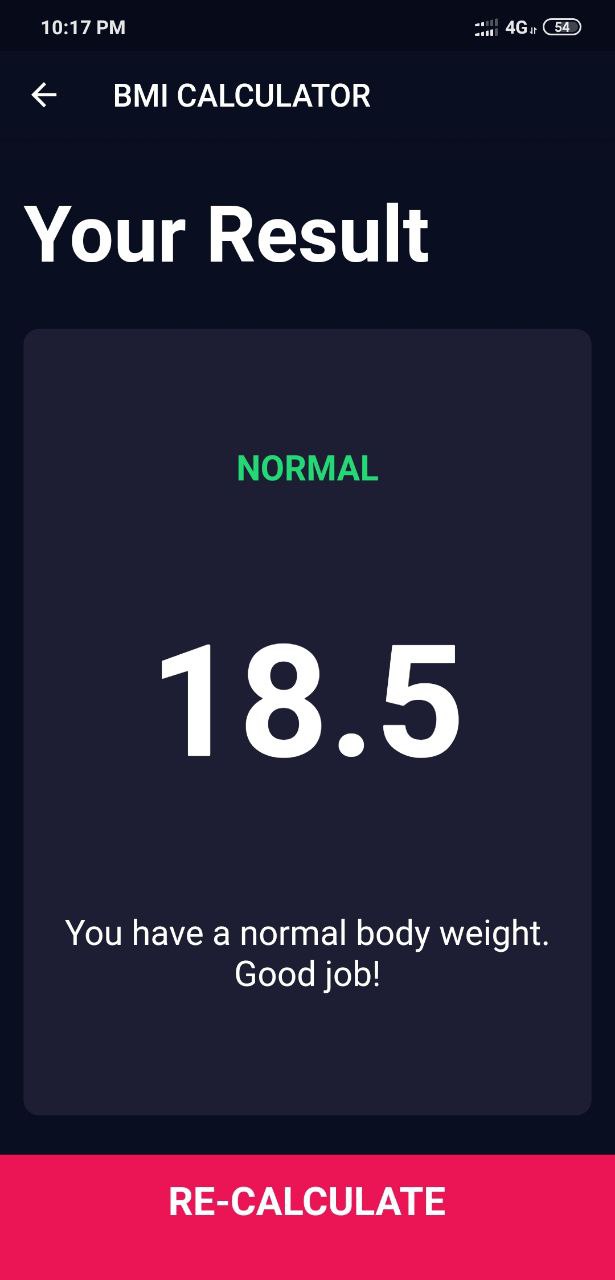 10:17 PM 4G 54
BMI CALCULATOR
Your Result
NORMAL
18.5
You have a normal body weight.
Good job!
RE-CALCULATE